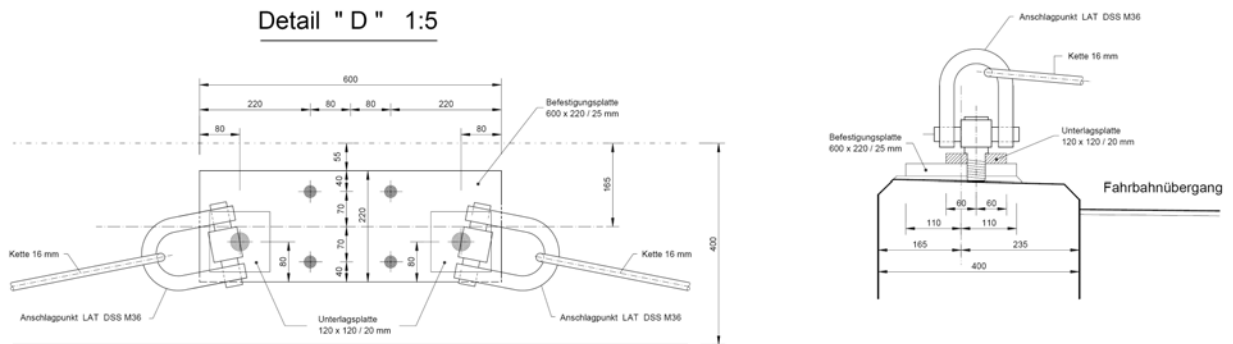 Detail " D " 1:5
600
220
80
80
220
80
80
Befestigungsplatte
600 x 220 / 25 mm
55
40
70
220
70
40
80
80
165
400
Kette 16 mm
Kette 16 mm
Anschlagpunkt LAT DSS M36
Unterlagsplatte
120 x 120 / 20 mm
Anschlagpunkt LAT DSS M36
Anschlagpunkt LAT DSS M36
Kette 16 mm
Befestigungsplatte
600 x 220 / 25 mm
Unterlagsplatte
120 x 120 / 20 mm
Fahrbahnübergang
60
60
110
110
165
235
400